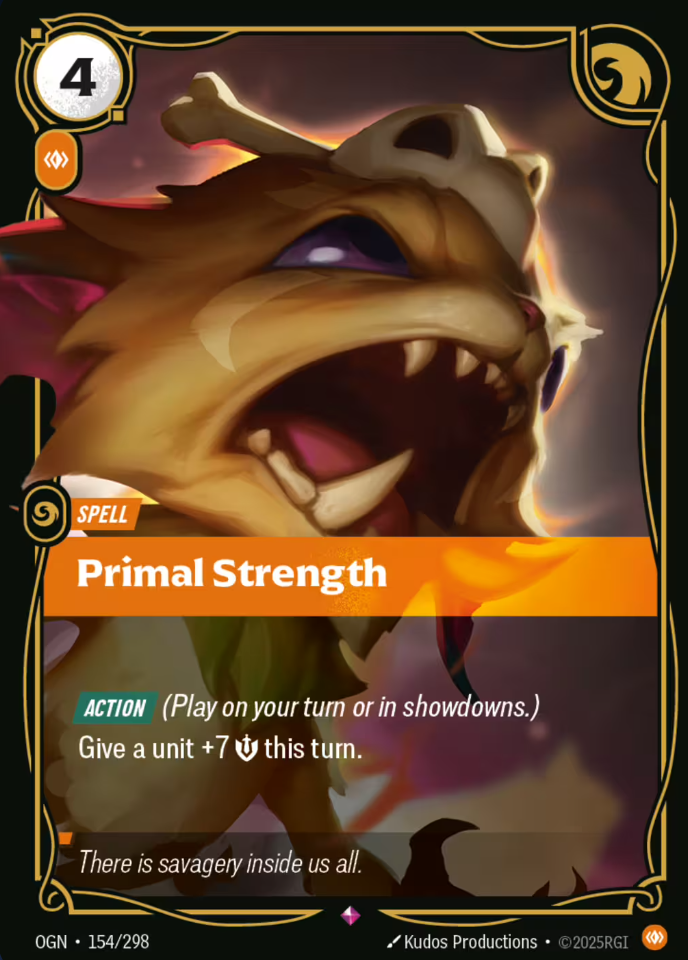 4
SPELL
Primal Strength
ACTION (Play on your turn or in showdowns.)
Give a unit +7 this turn.
There is savagery inside us all.
OGN • 154/298
Kudos Productions • ©2025RGI